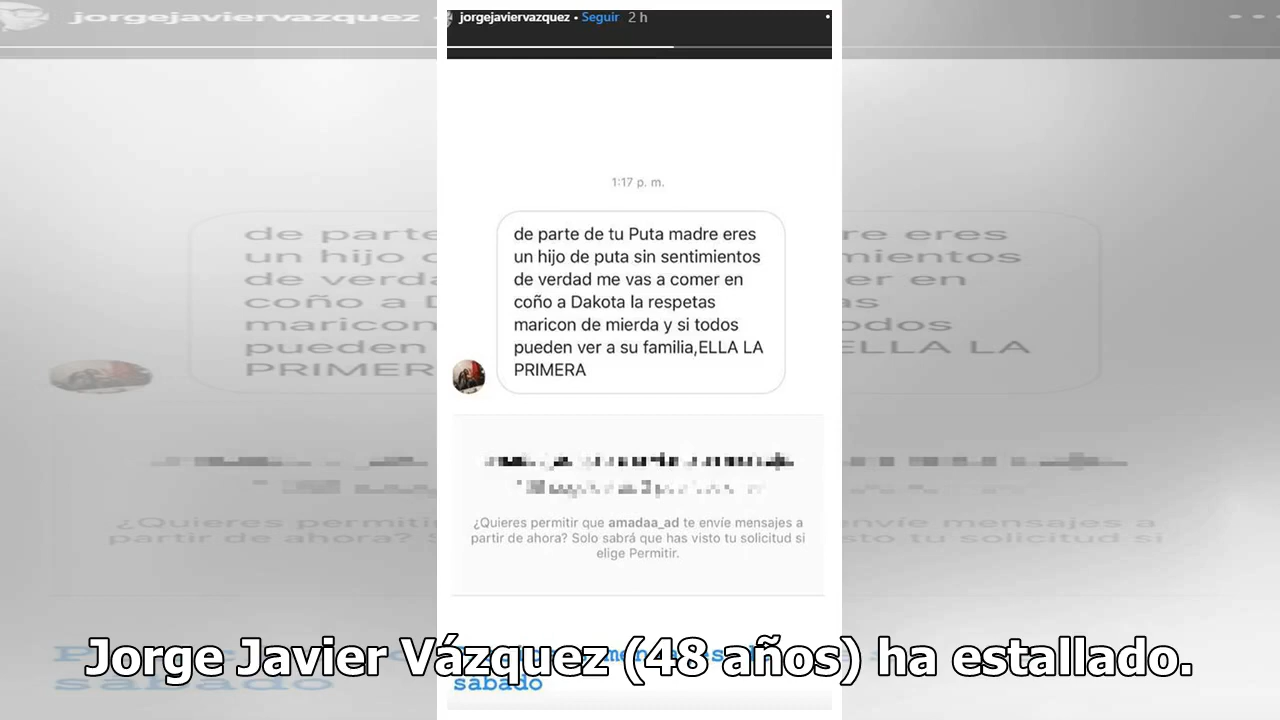 jorgejaviervazquez
jorgejaviervazquez • Seguir 2 h
1:17 p. m.
de parte de tu Puta madre eres
un hijo de puta sin sentimientos
de verdad me vas a comer en
coño a Dakota la respetas
maricon de mierda y si todos
pueden ver a su familia,ELLA LA
PRIMERA
¿Quieres permitir que amadaa_ad te envíe mensajes a
partir de ahora? Solo sabrá que has visto tu solicitud si
elige Permitir.
Jorge Javier Vázquez (48 años) ha estallado.
sabado